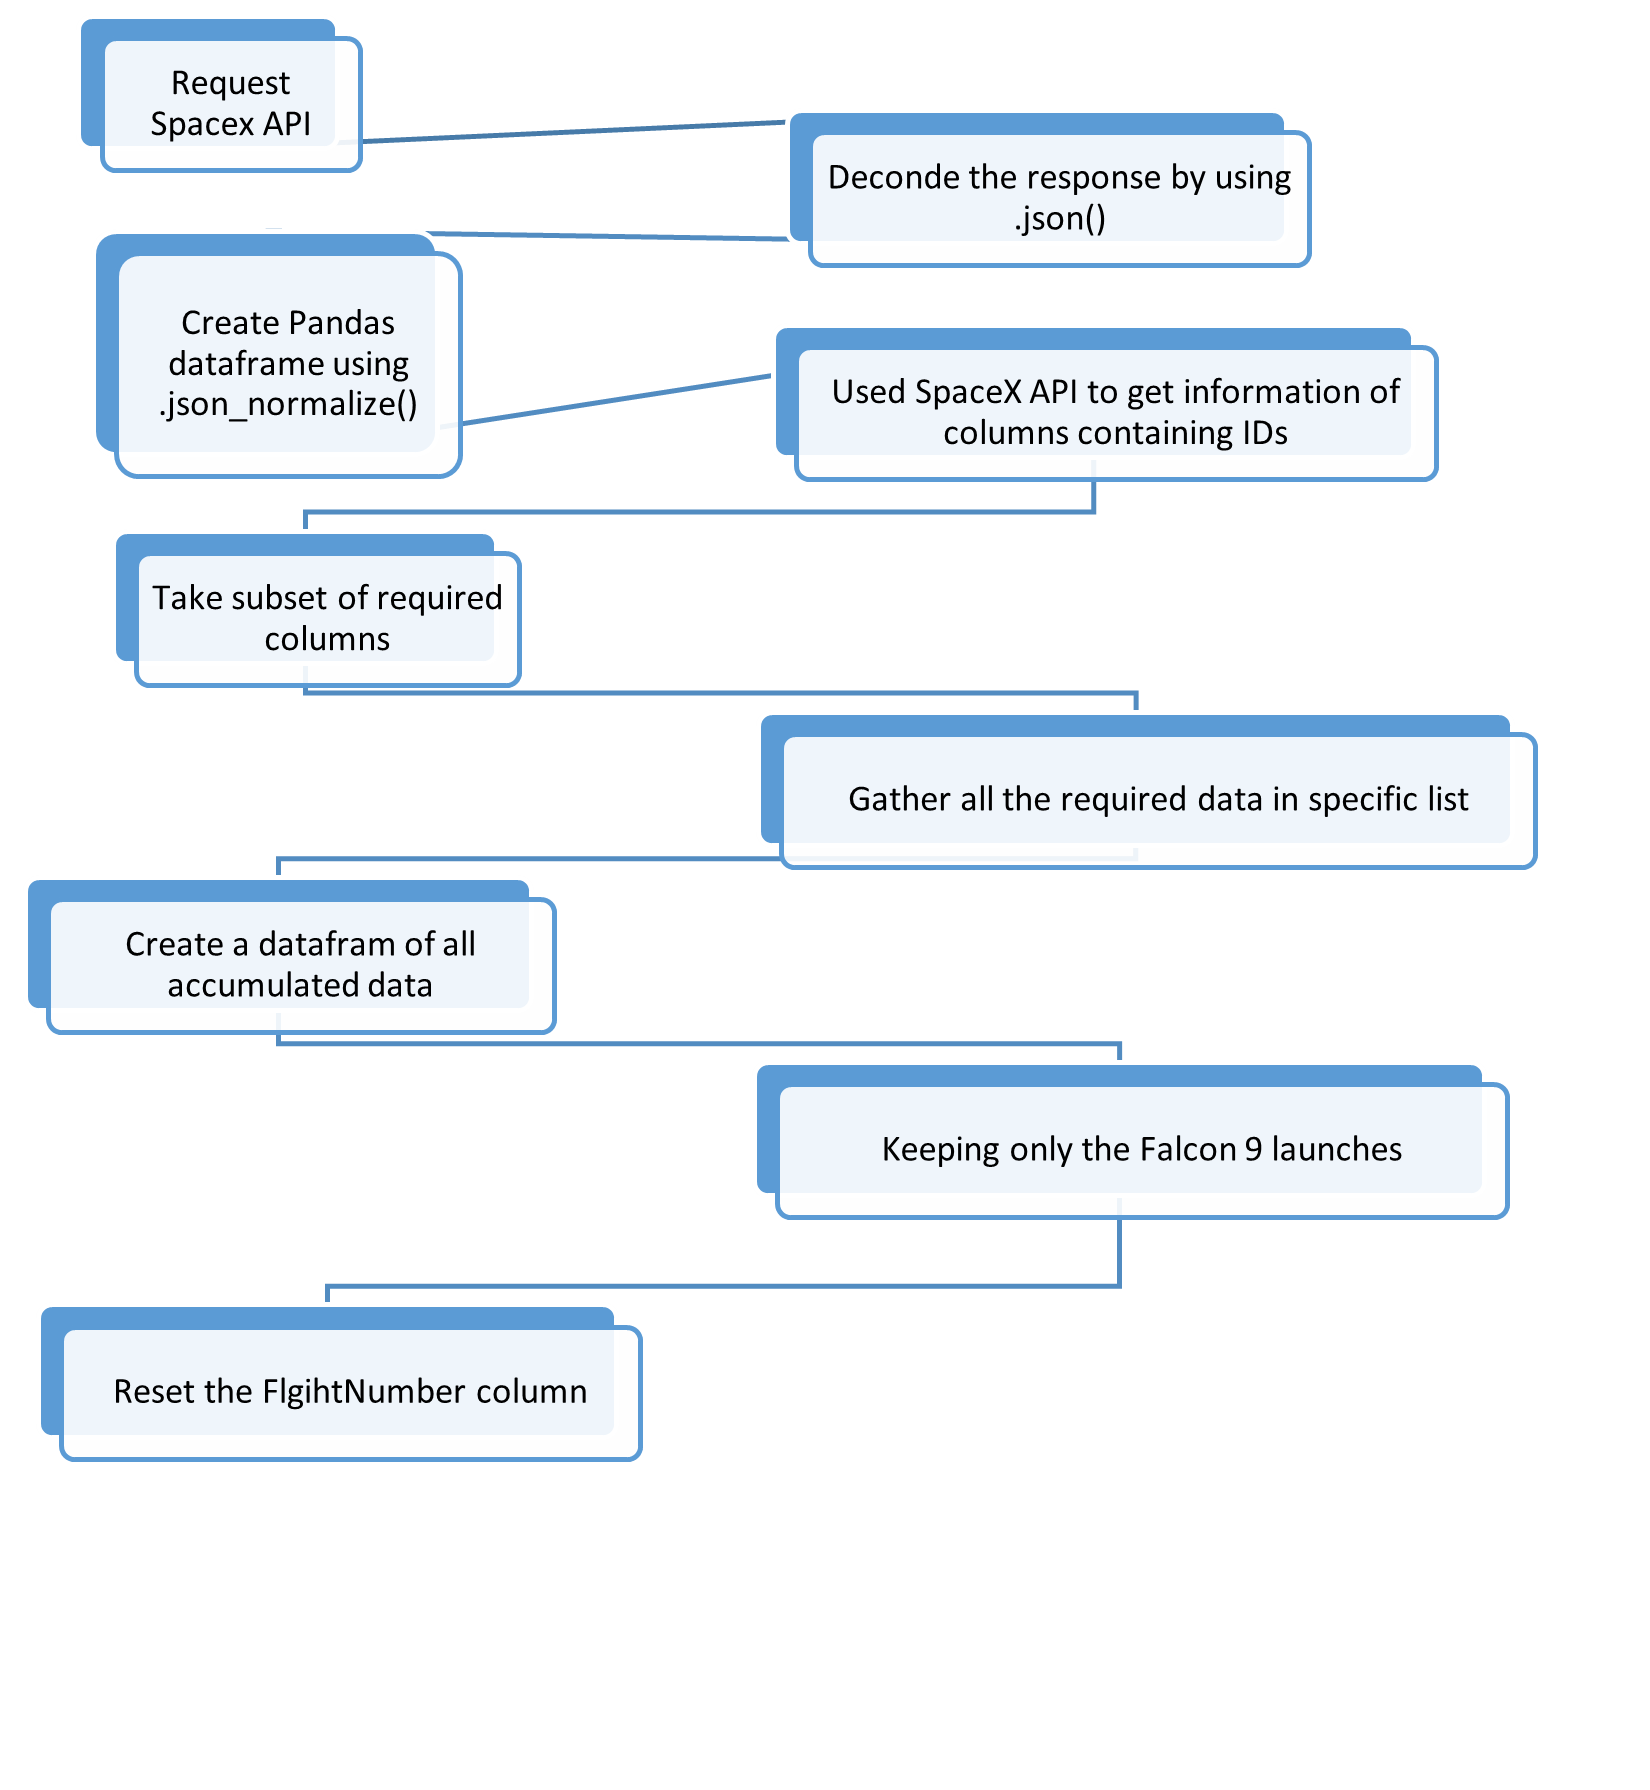 Request
Spacex API
Deconde the response by using
.json()
Create Pandas
dataframe using
.json_normalize()
Used SpaceX API to get information of
columns containing IDs
Take subset of required
columns
Gather all the required data in specific list
Create a datafram of all
accumulated data
Keeping only the Falcon 9 launches
Reset the FlgihtNumber column